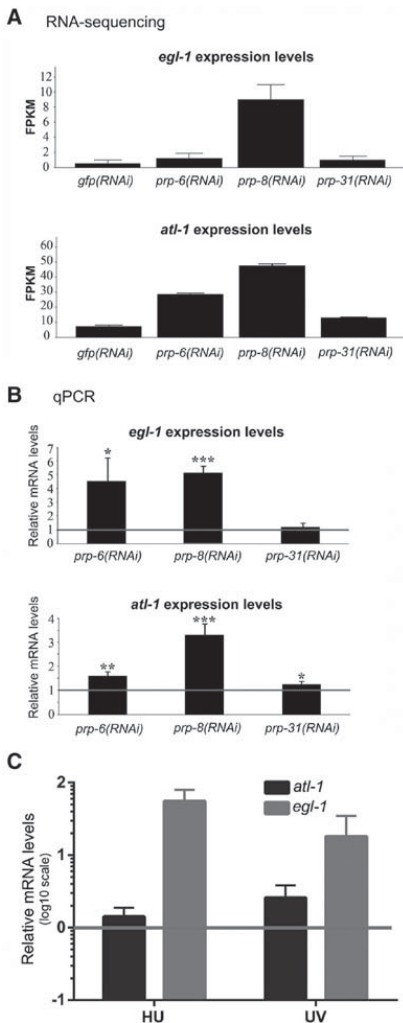 A RNA-sequencing
egl-1 expression levels
FPKM
12
10
8
6
4
2
0
gfp(RNAi) prp-6(RNAi) prp-8(RNAi) prp-31(RNAi)
atl-1 expression levels
FPKM
60
50
40
30
20
10
0
gfp(RNAi) prp-6(RNAi) prp-8(RNAi) prp-31(RNAi)
B qPCR
egl-1 expression levels
Relative mRNA levels
7
6
5
4
3
2
1
0
* ***
prp-6(RNAi) prp-8(RNAi) prp-31(RNAi)
atl-1 expression levels
Relative mRNA levels
4
3
2
1
0
** *** *
prp-6(RNAi) prp-8(RNAi) prp-31(RNAi)
C
Relative mRNA levels
(log10 scale)
2
1
0
-1
atl-1
egl-1
HU UV